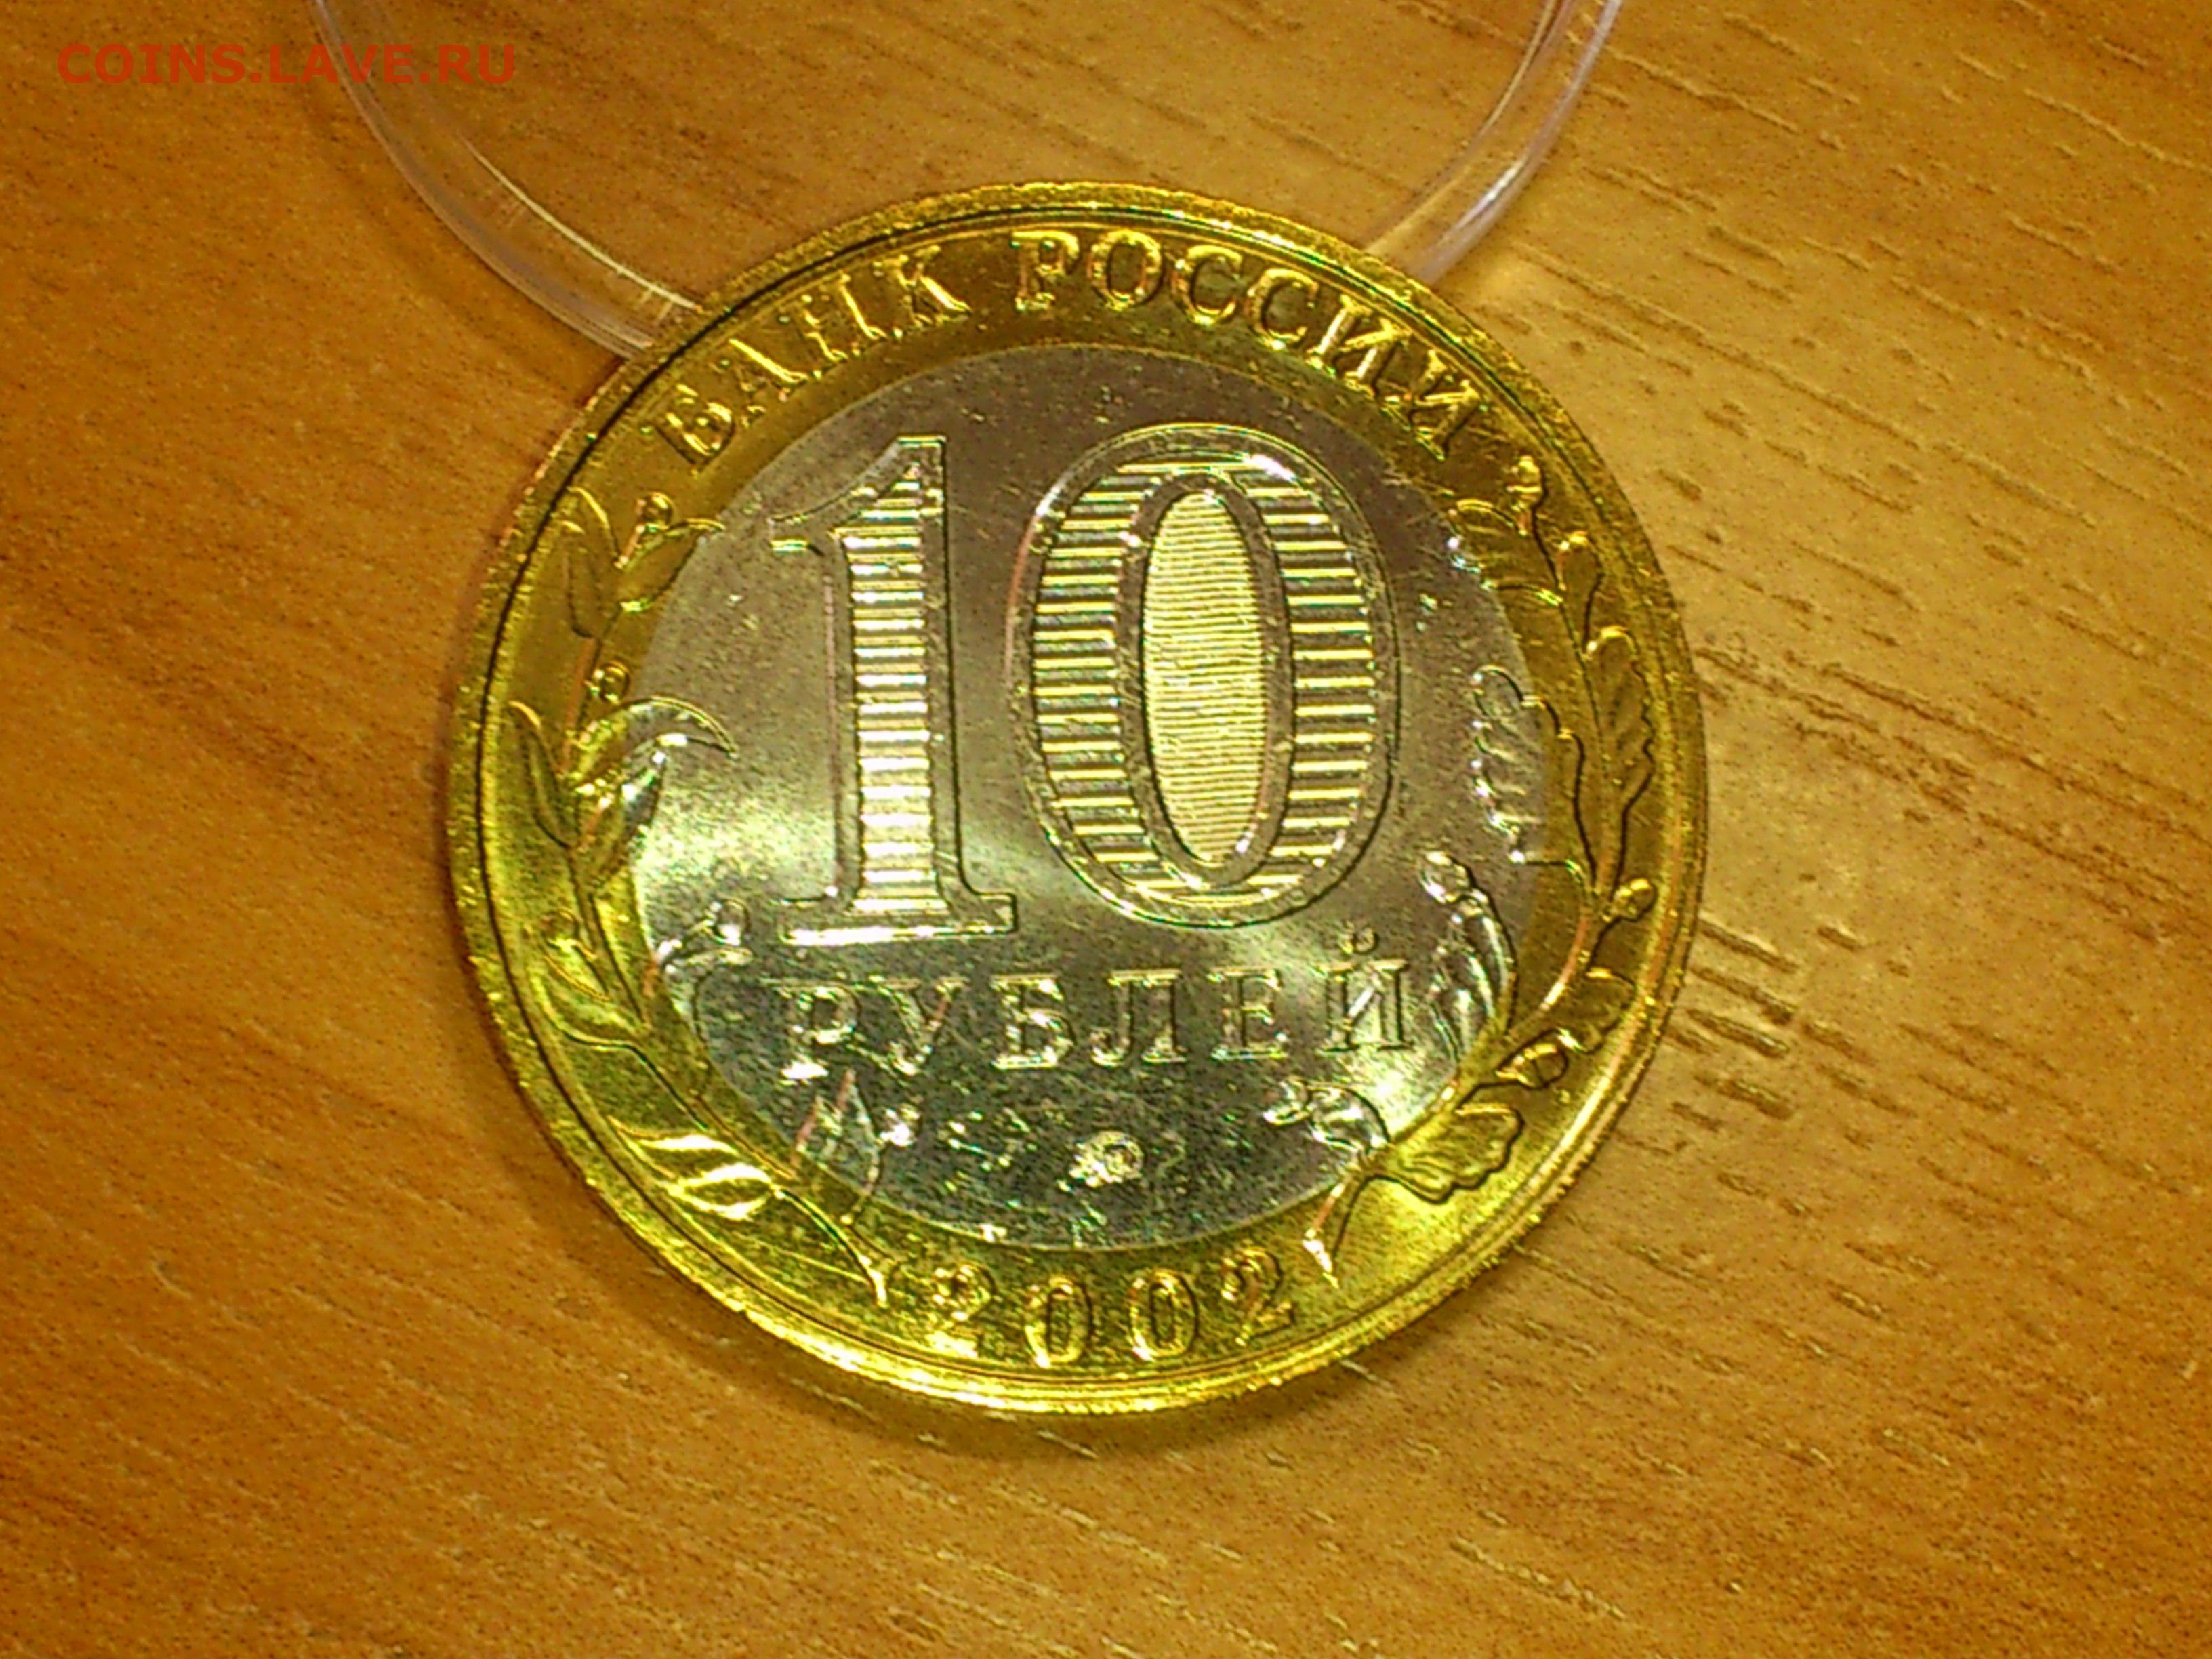 COINS.LAVE.RU
БАНК РОССИИ
10
РУБЛЕЙ
2002